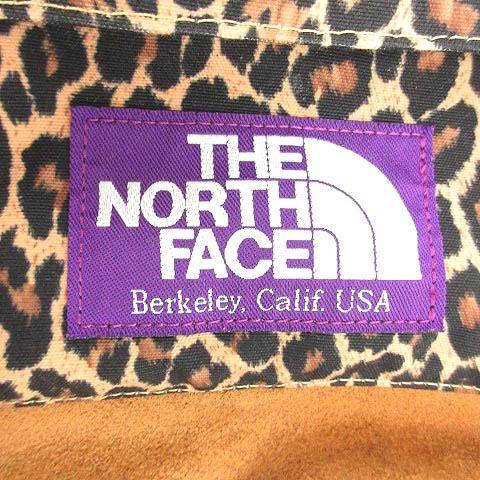 THE
NORTH
FACE
Berkeley, Calif. USA